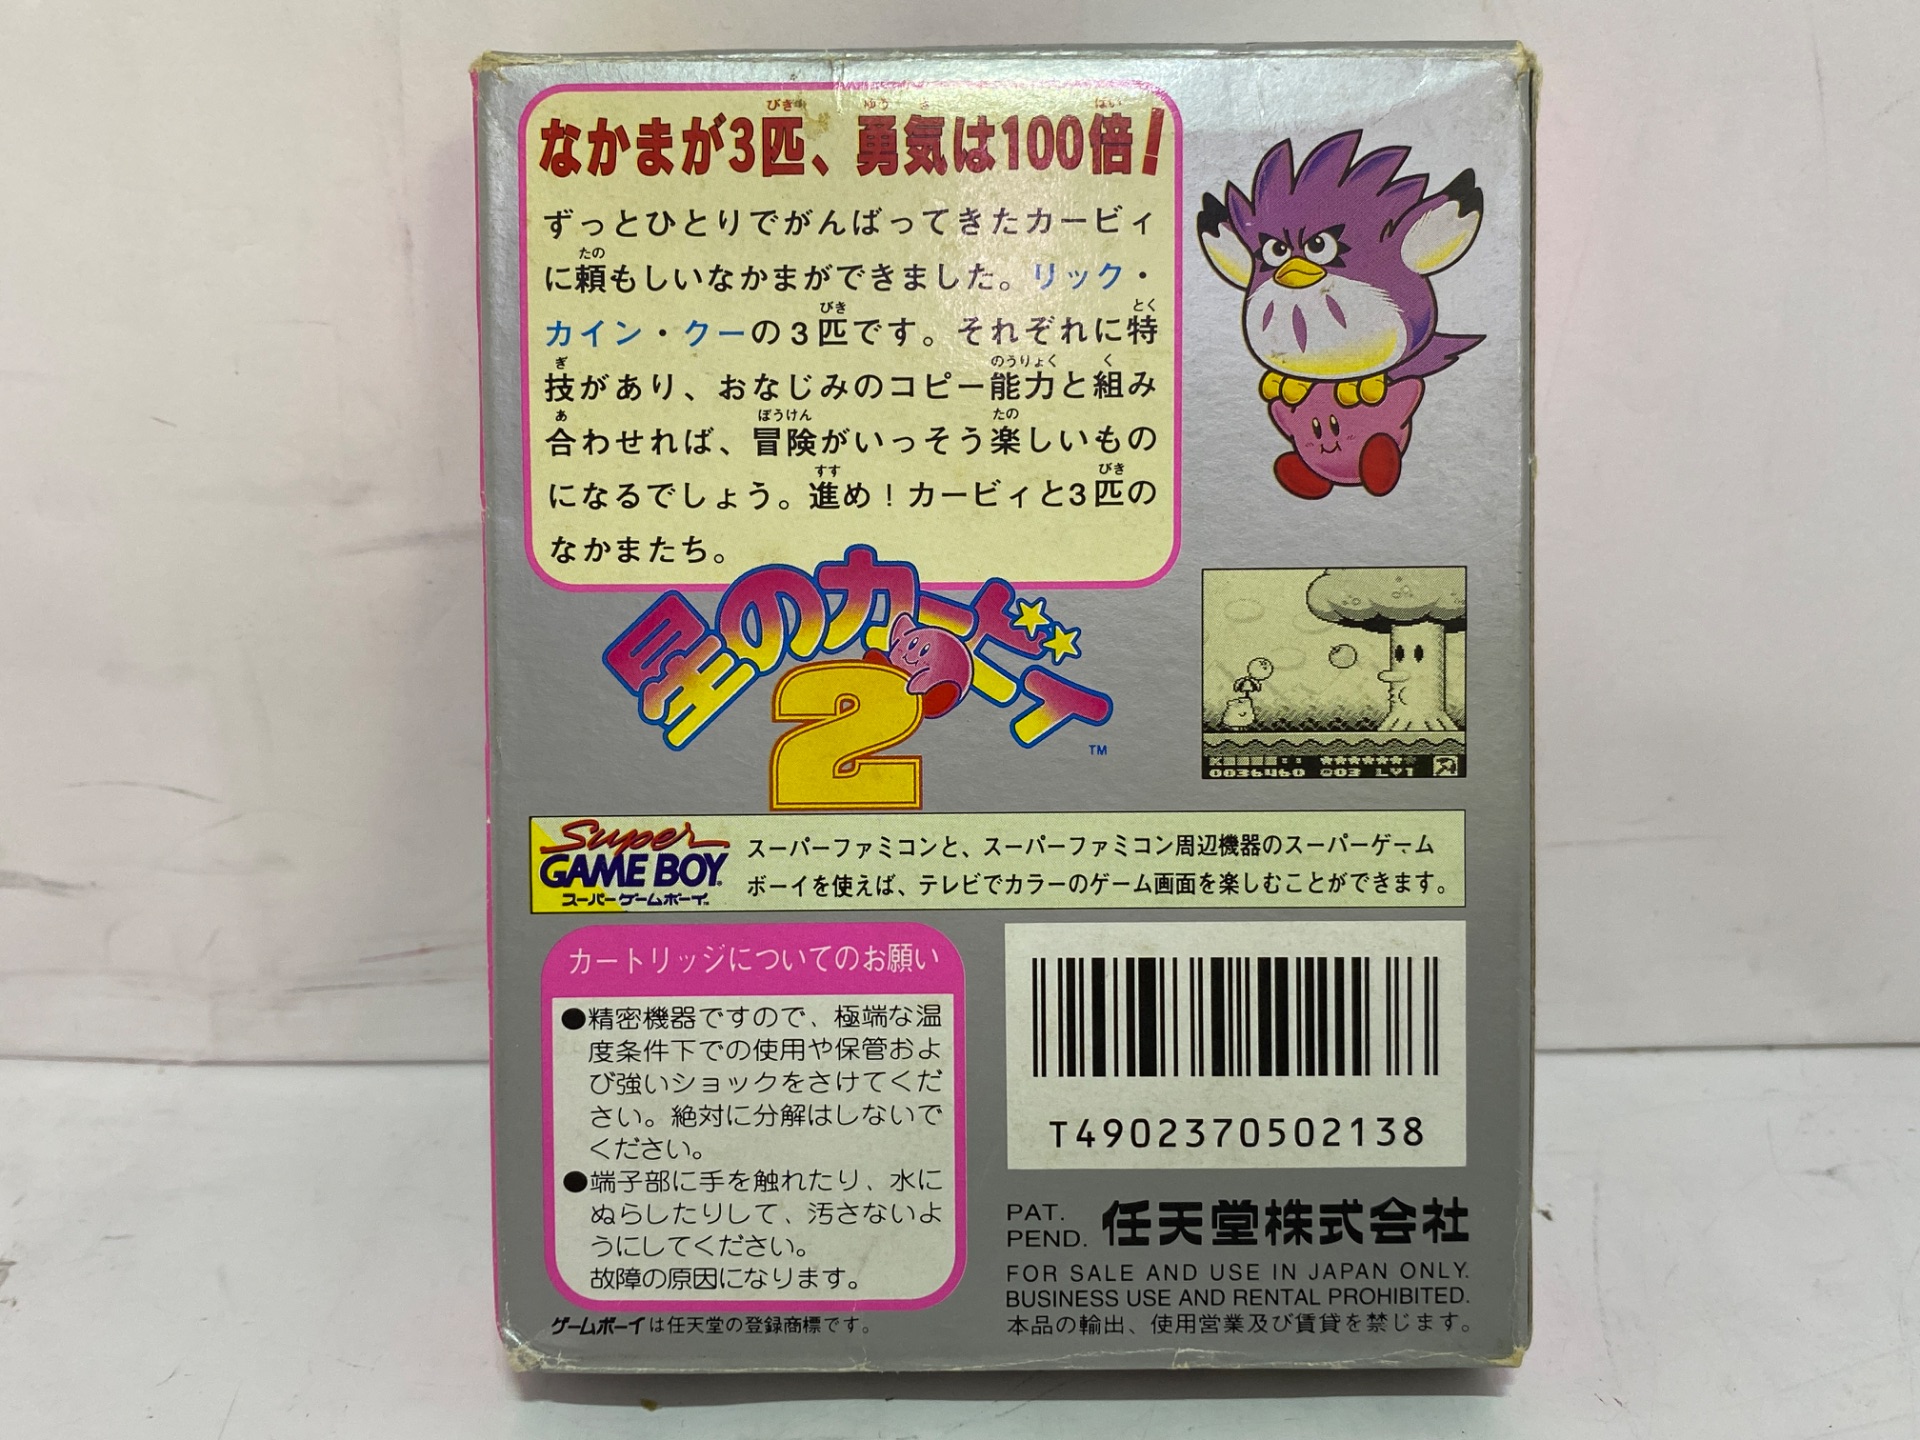 なかまが3匹、勇気は100倍！
ずっとひとりでがんばってきたカービィ
に頼もしいなかまができました。リック・
カイン・クーの3匹です。それぞれに特
技があり、おなじみのコピー能力と組み
合わせれば、冒険がいっそう楽しいもの
になるでしょう。進め！カービィと3匹の
なかまたち。
星のカービィ
2
TM
0036460 03 LV1
Super
GAME BOY
スーパーゲームボーイ
スーパーファミコンと、スーパーファミコン周辺機器のスーパーゲーム
ボーイを使えば、テレビでカラーのゲーム画面を楽しむことができます。
カートリッジについてのお願い
●精密機器ですので、極端な温
度条件下での使用や保管およ
び強いショックをさけてくだ
さい。絶対に分解はしないで
ください。
●端子部に手を触れたり、水に
ぬらしたりして、汚さないよ
うにしてください。
故障の原因になります。
ゲームボーイは任天堂の登録商標です。
T4902370502138
PAT.
PEND.
任天堂株式会社
FOR SALE AND USE IN JAPAN ONLY.
BUSINESS USE AND RENTAL PROHIBITED.
本品の輸出、使用営業及び賃貸を禁じます。